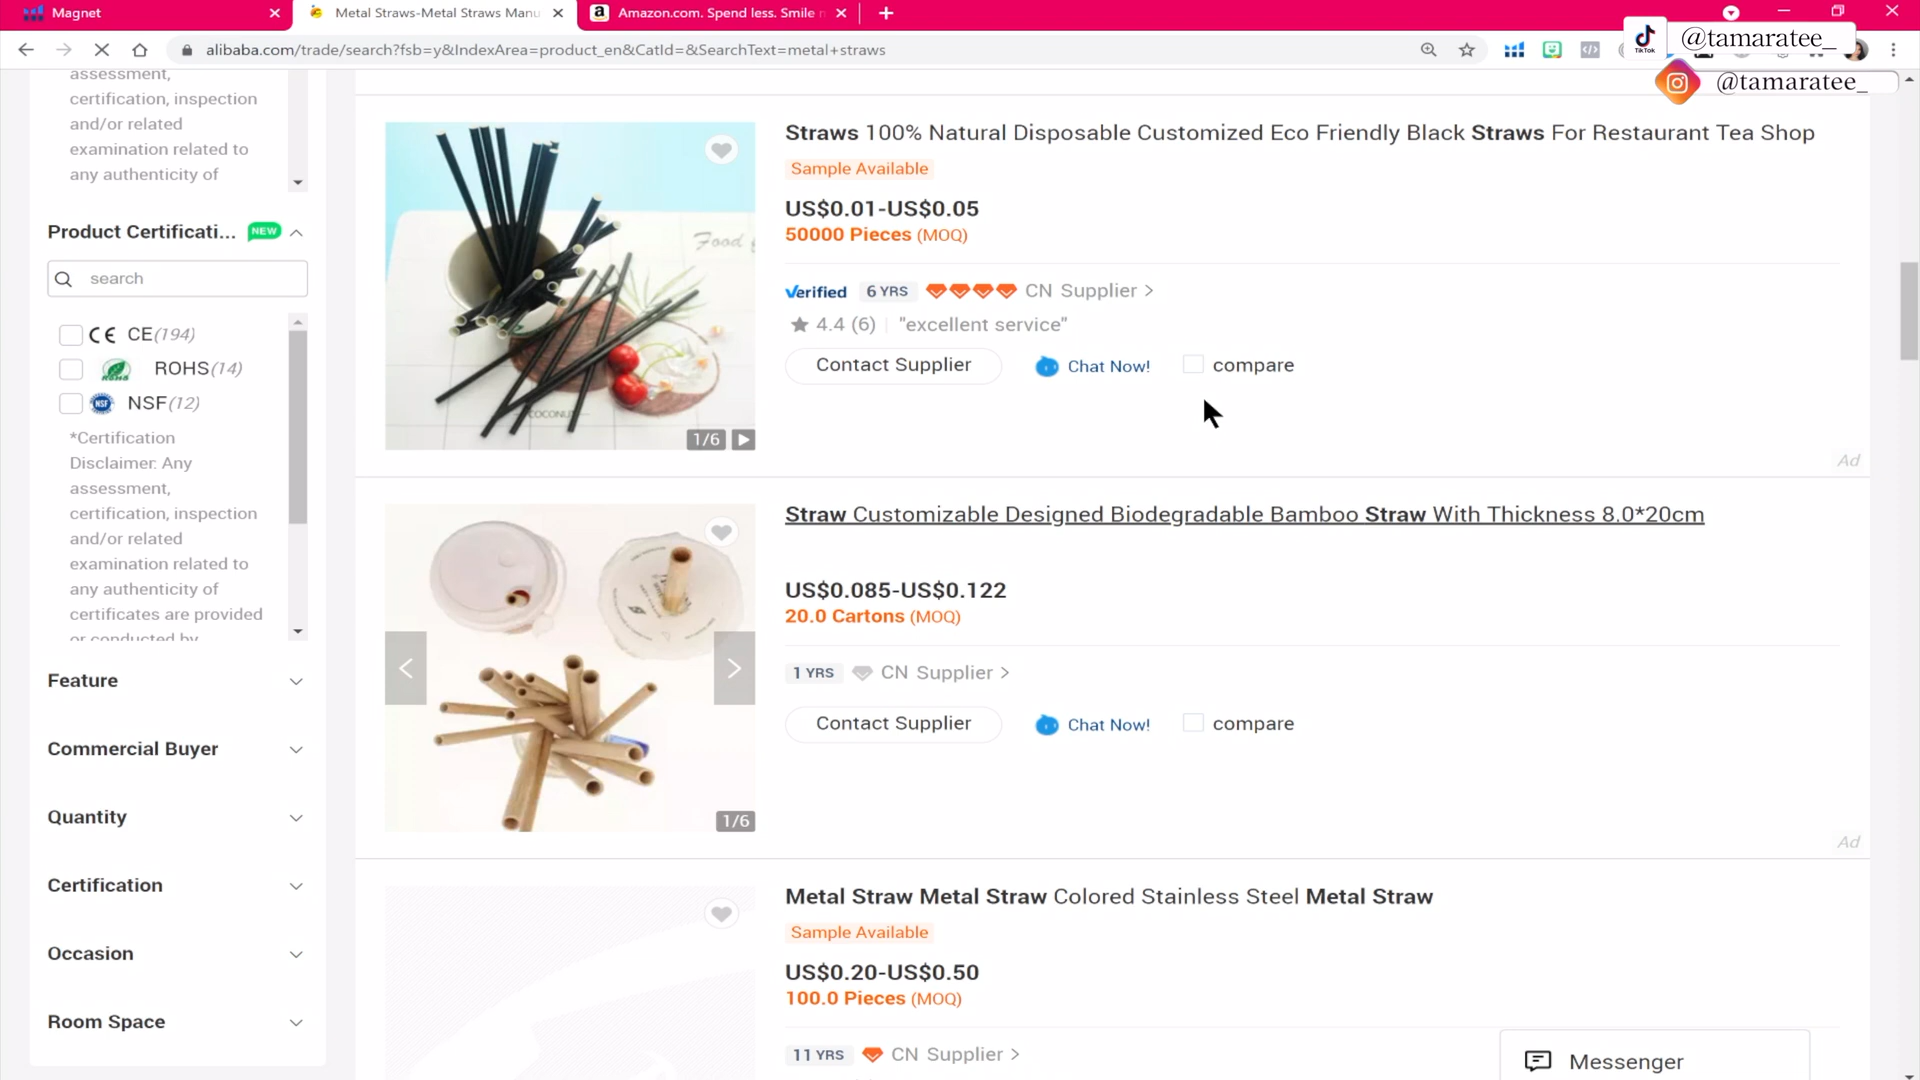 Magnet
Metal Straws-Metal Straws Manu
Amazon.com. Spend less. Smile
alibaba.com/trade/search?fsb=y&IndexArea=product_en&CatId=&SearchText=metal+straws
TikTok
@tamaratee_
@tamaratee_
assessment,
certification, inspection
and/or related
examination related to
any authenticity of
Product Certificati...
NEW
search
CE(194)
ROHS(14)
NSF
NSF(12)
*Certification
Disclaimer: Any
assessment,
certification, inspection
and/or related
examination related to
any authenticity of
certificates are provided
or conducted by
Feature
Commercial Buyer
Quantity
Certification
Occasion
Room Space
Food f
COCONUT
1/6
Straws 100% Natural Disposable Customized Eco Friendly Black Straws For Restaurant Tea Shop
Sample Available
US$0.01-US$0.05
50000 Pieces (MOQ)
Verified
6 YRS
CN Supplier >
4.4 (6)
"excellent service"
Contact Supplier
Chat Now!
compare
Ad
1/6
Straw Customizable Designed Biodegradable Bamboo Straw With Thickness 8.0*20cm
US$0.085-US$0.122
20.0 Cartons (MOQ)
1 YRS
CN Supplier >
Contact Supplier
Chat Now!
compare
Ad
Metal Straw Metal Straw Colored Stainless Steel Metal Straw
Sample Available
US$0.20-US$0.50
100.0 Pieces (MOQ)
11 YRS
CN Supplier >
Messenger